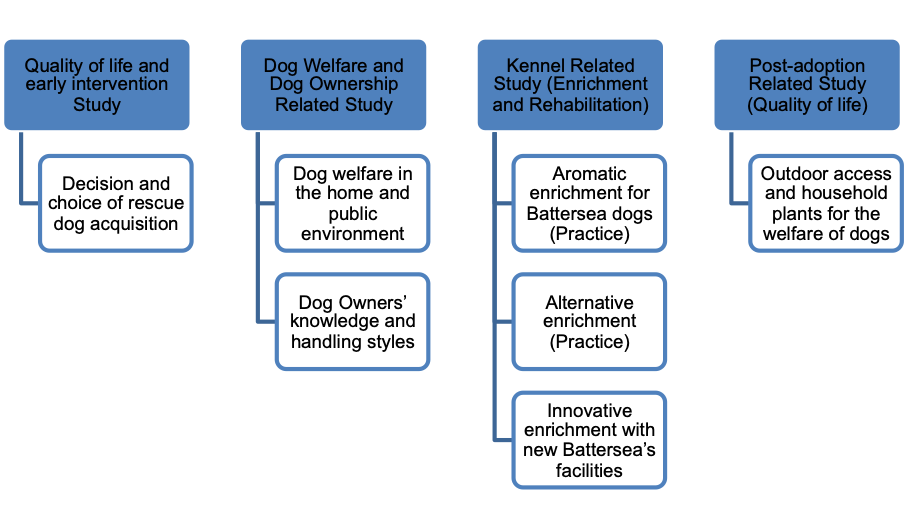 Quality of life and
early intervention
Study
Decision and
choice of rescue
dog acquisition
Dog Welfare and
Dog Ownership
Related Study
Dog welfare in
the home and
public
environment
Dog Owners'
knowledge and
handling styles
Kennel Related
Study (Enrichment
and Rehabilitation)
Aromatic
enrichment for
Battersea dogs
(Practice)
Alternative
enrichment
(Practice)
Innovative
enrichment with
new Battersea's
facilities
Post-adoption
Related Study
(Quality of life)
Outdoor access
and household
plants for the
welfare of dogs